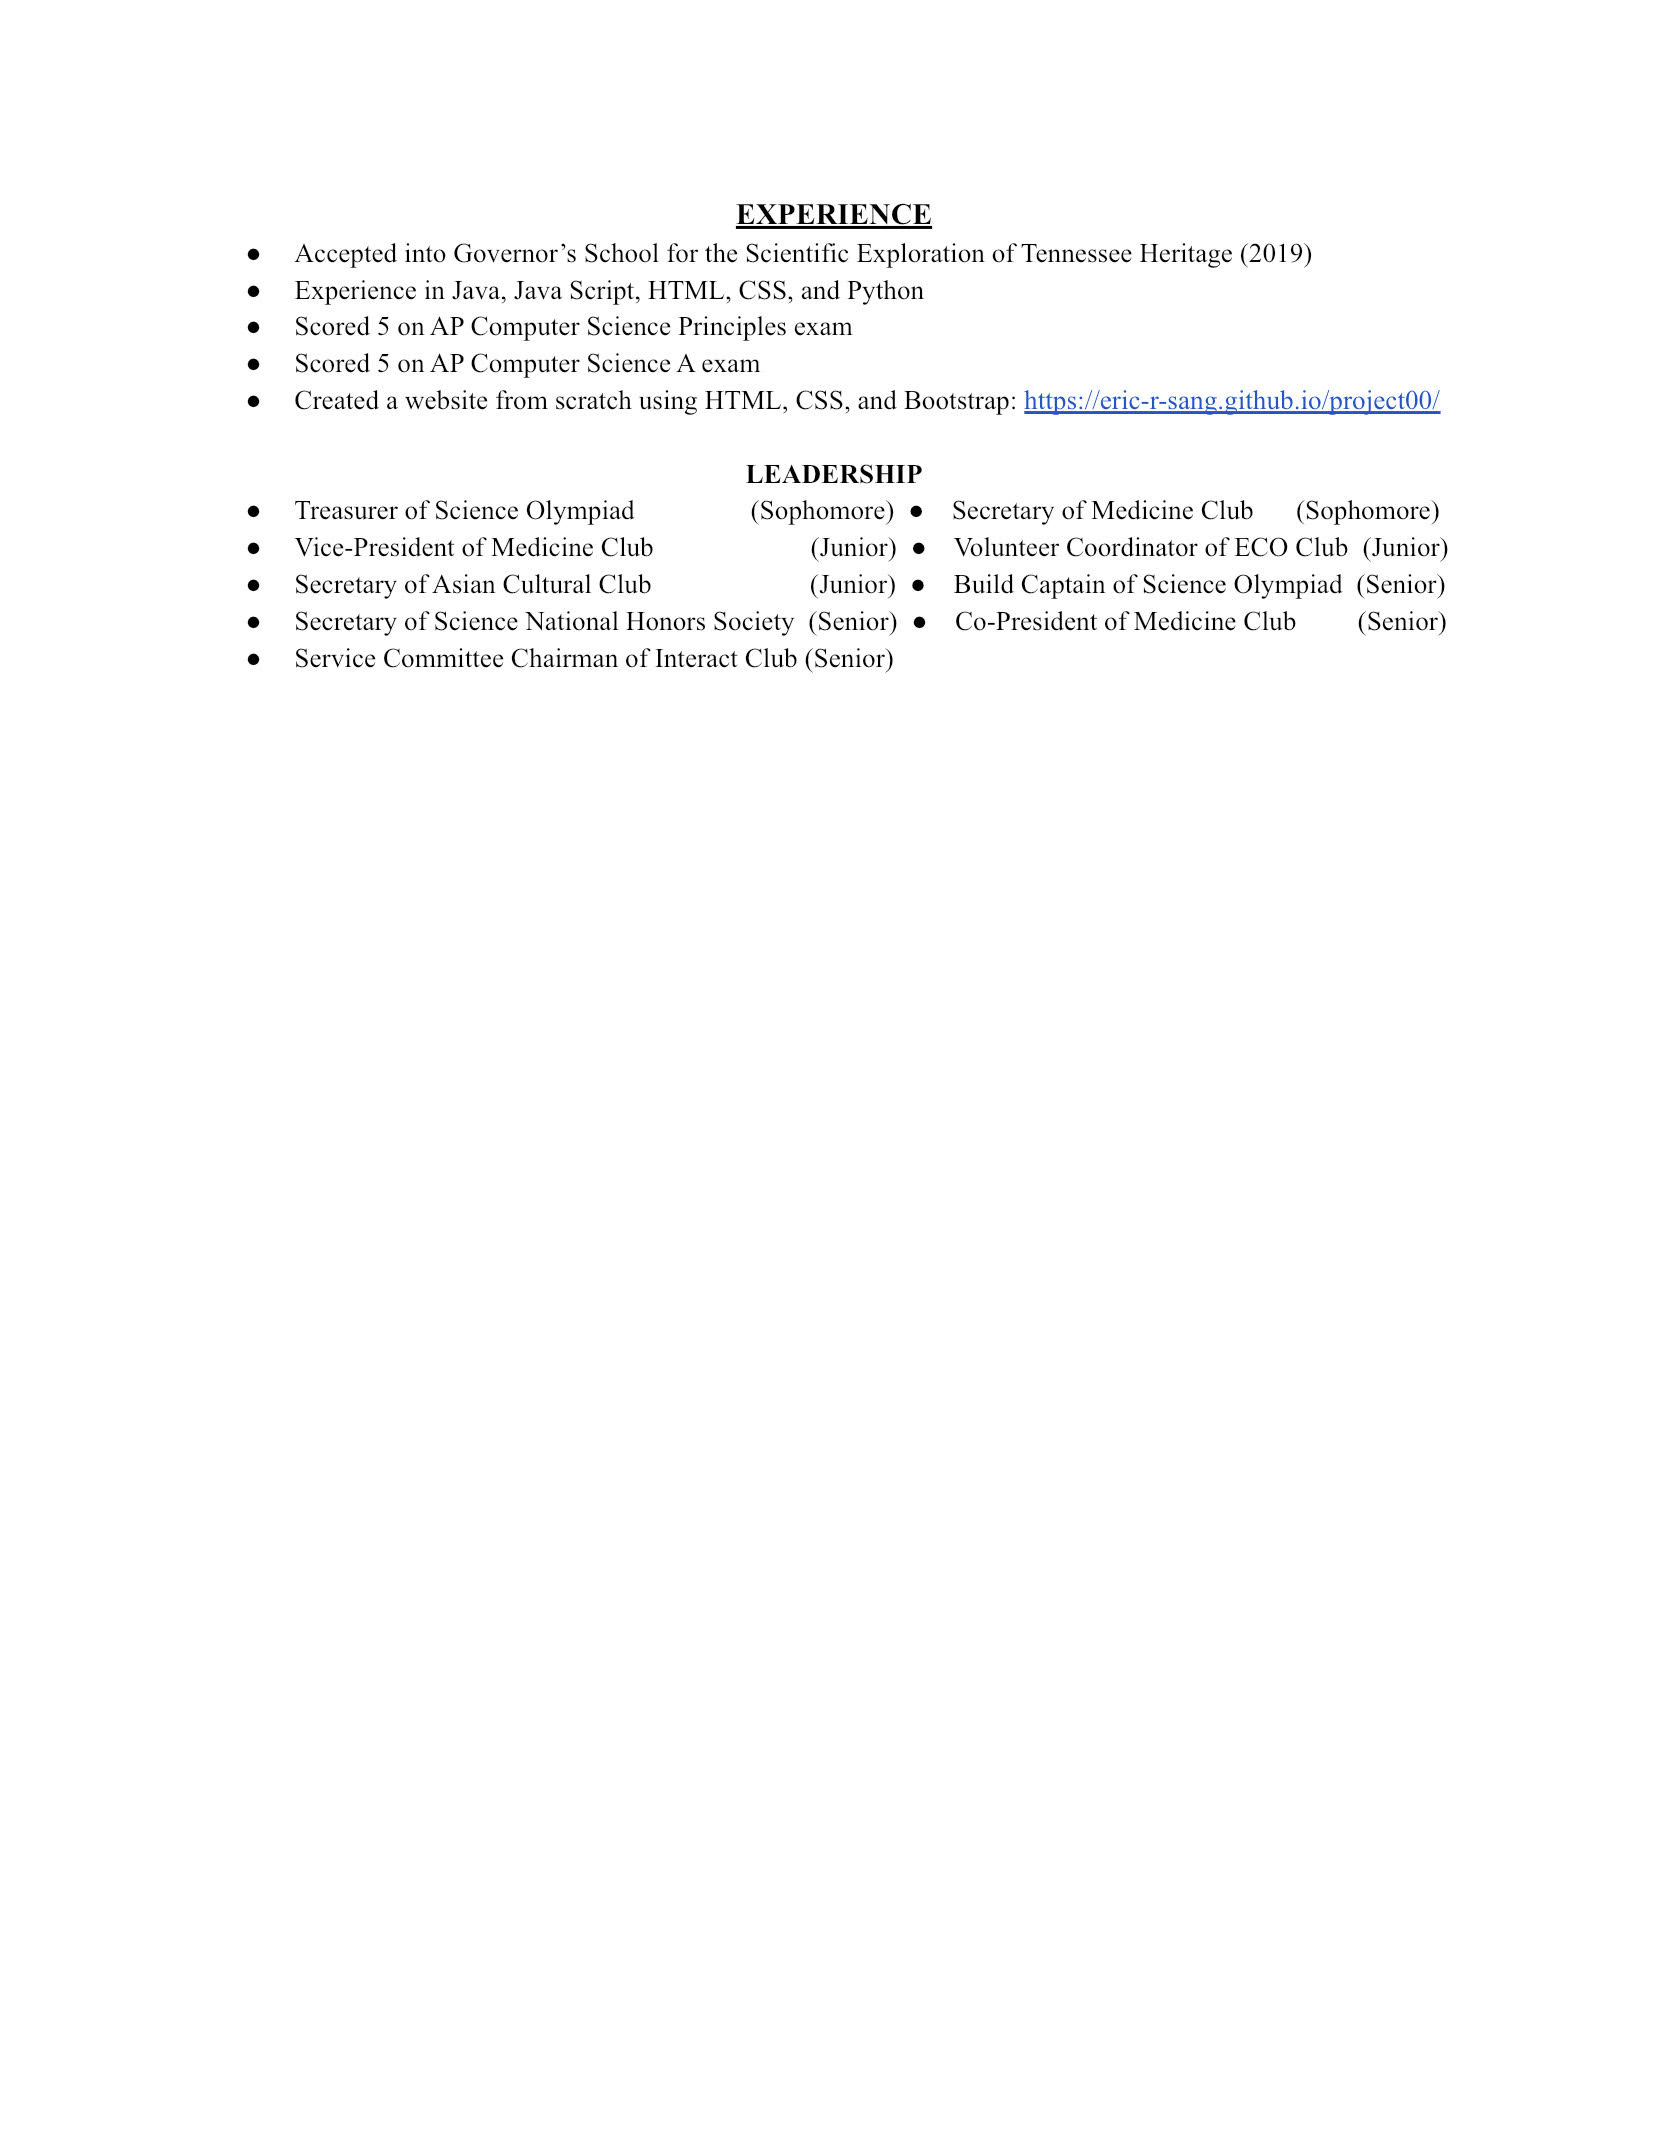 EXPERIENCE
● Accepted into Governor’s School for the Scientific Exploration of Tennessee Heritage (2019)
● Experience in Java, Java Script, HTML, CSS, and Python
● Scored 5 on AP Computer Science Principles exam
● Scored 5 on AP Computer Science A exam
● Created a website from scratch using HTML, CSS, and Bootstrap: https://eric-r-sang.github.io/project00/
LEADERSHIP
● Treasurer of Science Olympiad (Sophomore) ● Secretary of Medicine Club (Sophomore)
● Vice-President of Medicine Club (Junior) ● Volunteer Coordinator of ECO Club (Junior)
● Secretary of Asian Cultural Club (Junior) ● Build Captain of Science Olympiad (Senior)
● Secretary of Science National Honors Society (Senior) ● Co-President of Medicine Club (Senior)
● Service Committee Chairman of Interact Club (Senior)